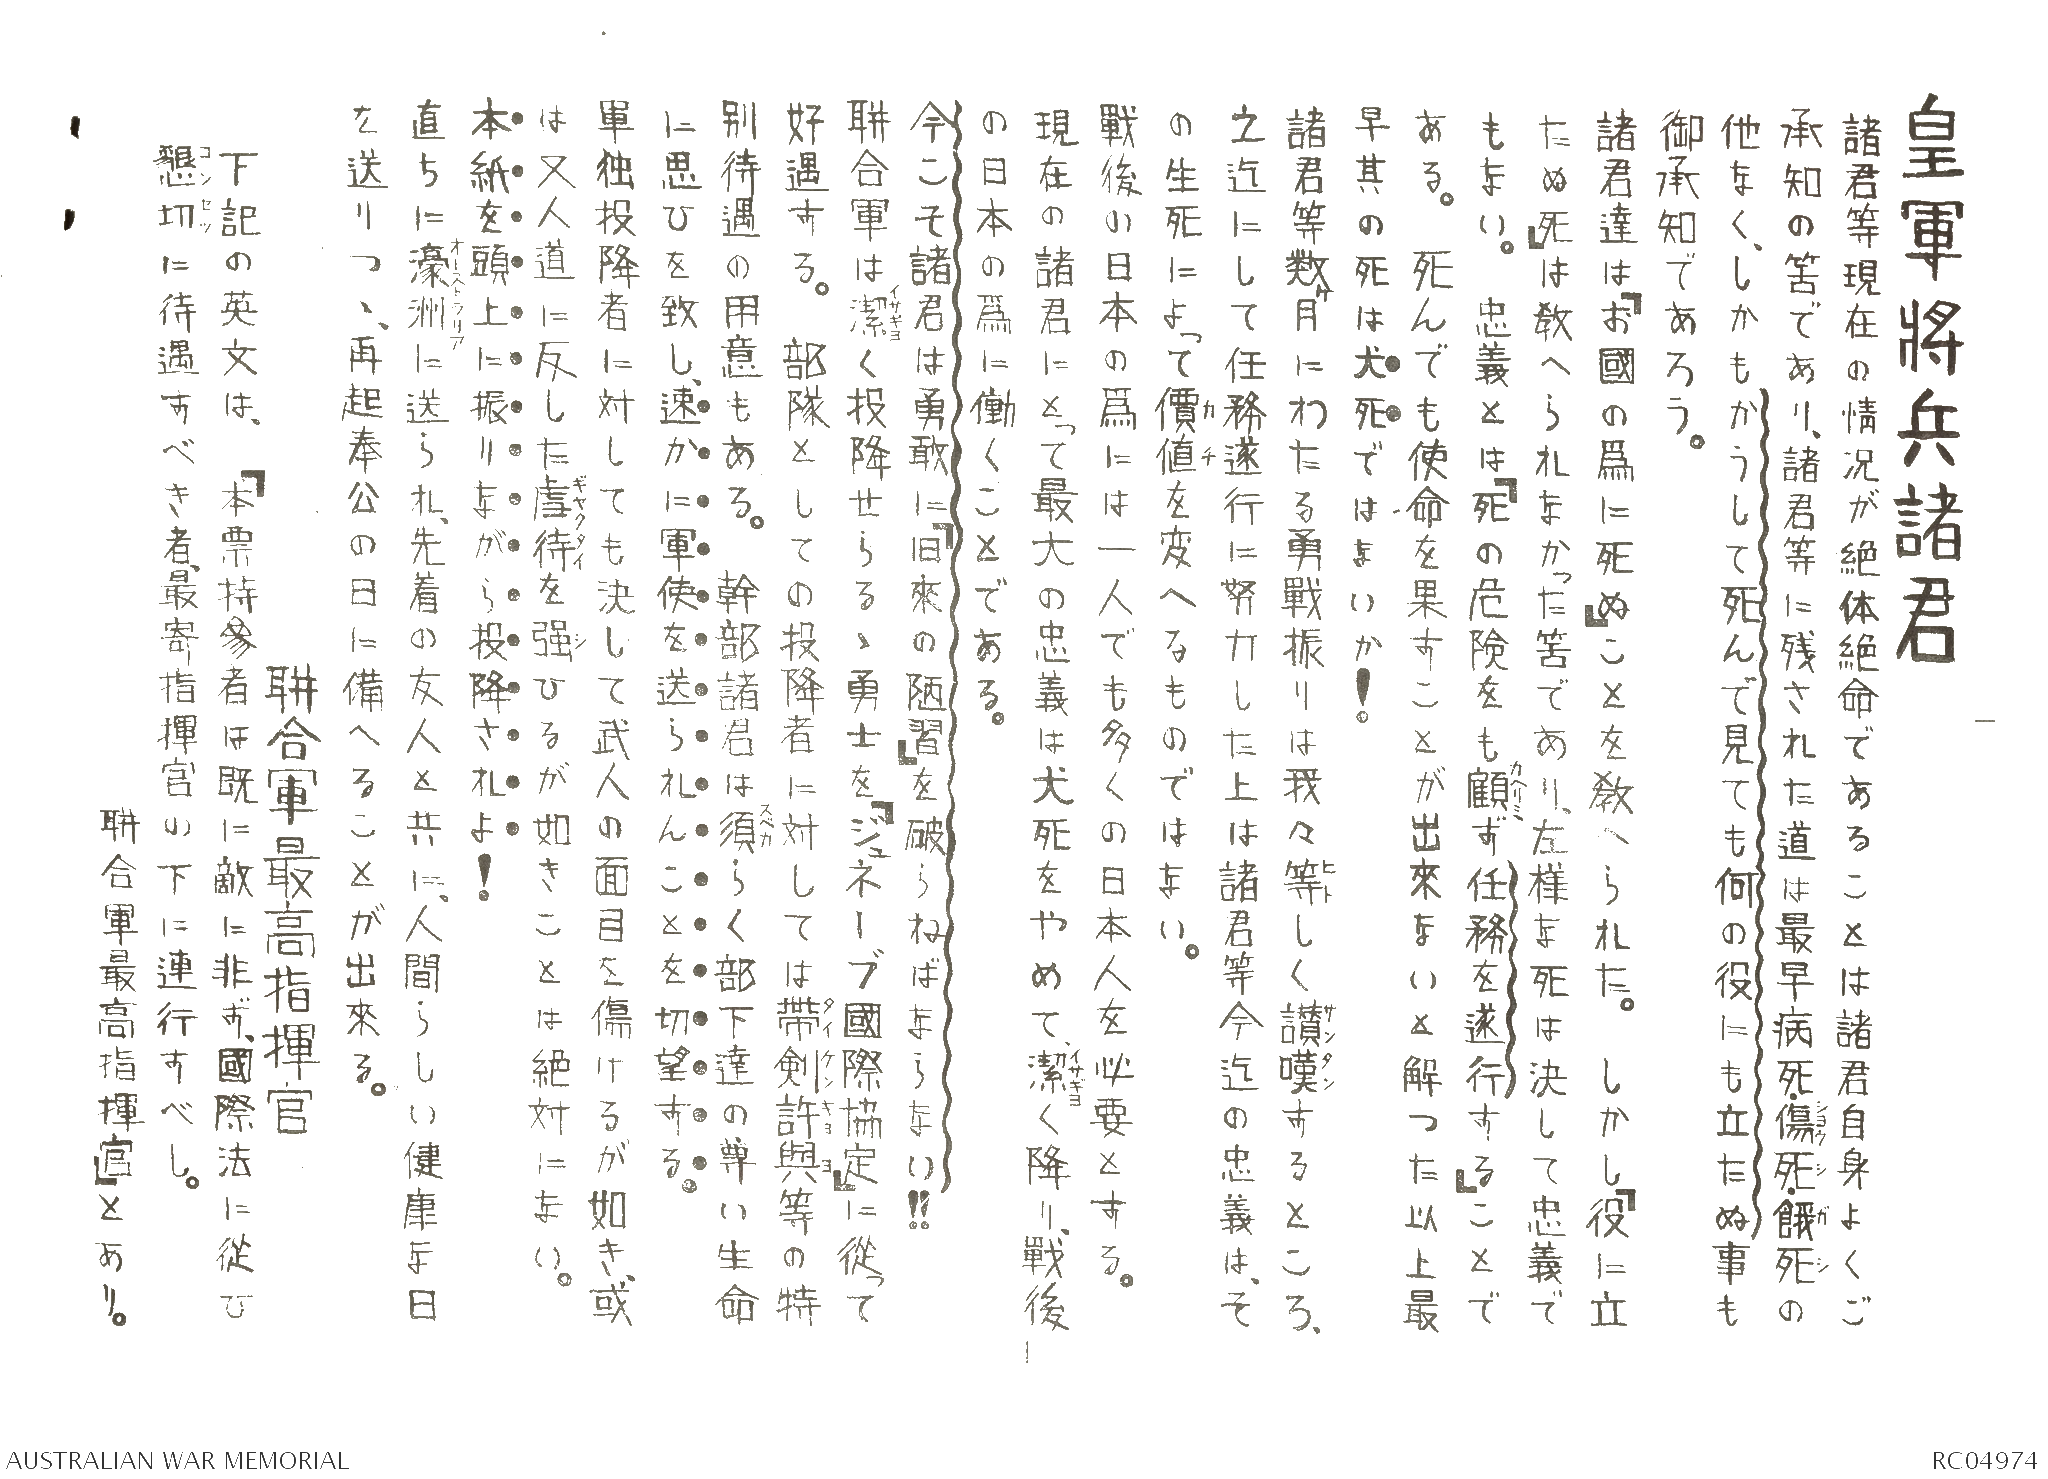 皇軍將兵諸君
諸君等現在の情況が絶体絶命であることは諸君自身よくご
承知の筈であり、諸君等に残された道は最早病死・傷死・餓死の
他なく、しかもかうして死んで見ても何の役にも立たぬ事も
御承知であろう。
諸君達は『お國の爲に死ぬ』ことを教へられた。しかし『役に立
たぬ死』は教へられなかった筈であり、左様な死は決して忠義で
もない。忠義とは『死の危険をも顧ず任務を遂行する』ことで
ある。死んでも使命を果すことが出來ないと解つた以上最
早其の死は犬死ではないか!
諸君等数ヶ月にわたる勇戰振りは我々等しく讃嘆するところ、
之迄にして任務遂行に努力した上は諸君等今迄の忠義は、そ
の生死によって價値を変へるものではない。
戰後の日本の爲には一人でも多くの日本人を必要とする。
現在の諸君にとって最大の忠義は犬死をやめて、潔く降り、戰後
の日本の爲に働くことである。
今こそ諸君は勇敢に『旧來の陋習』を破らねばならない!!
聨合軍は潔く投降せらるゝ勇士を『ジュネーブ國際協定』に従って
好遇する。部隊としての投降者に対しては帶剣許與等の特
別待遇の用意もある。幹部諸君は須らく部下達の尊い生命
に思ひを致し、速かに軍使を送られんことを切望する。
軍独投降者に対しても決して武人の面目を傷けるが如き、或
は又人道に反した虐待を强ひるが如きことは絶対にない。
本紙を頭上に振りながら投降されよ!
直ちに濠洲に送られ、先着の友人と共に、人間らしい健康な日
を送りつゝ、再起奉公の日に備へることが出來る。
聨合軍最高指揮官
下記の英文は、『本票持參者は既に敵に非ず、國際法に従ひ
懇切に待遇すべき者、最寄指揮官の下に連行すべし。
聨合軍最高指揮官』とあり。
AUSTRALIAN WAR MEMORIAL
RC04974